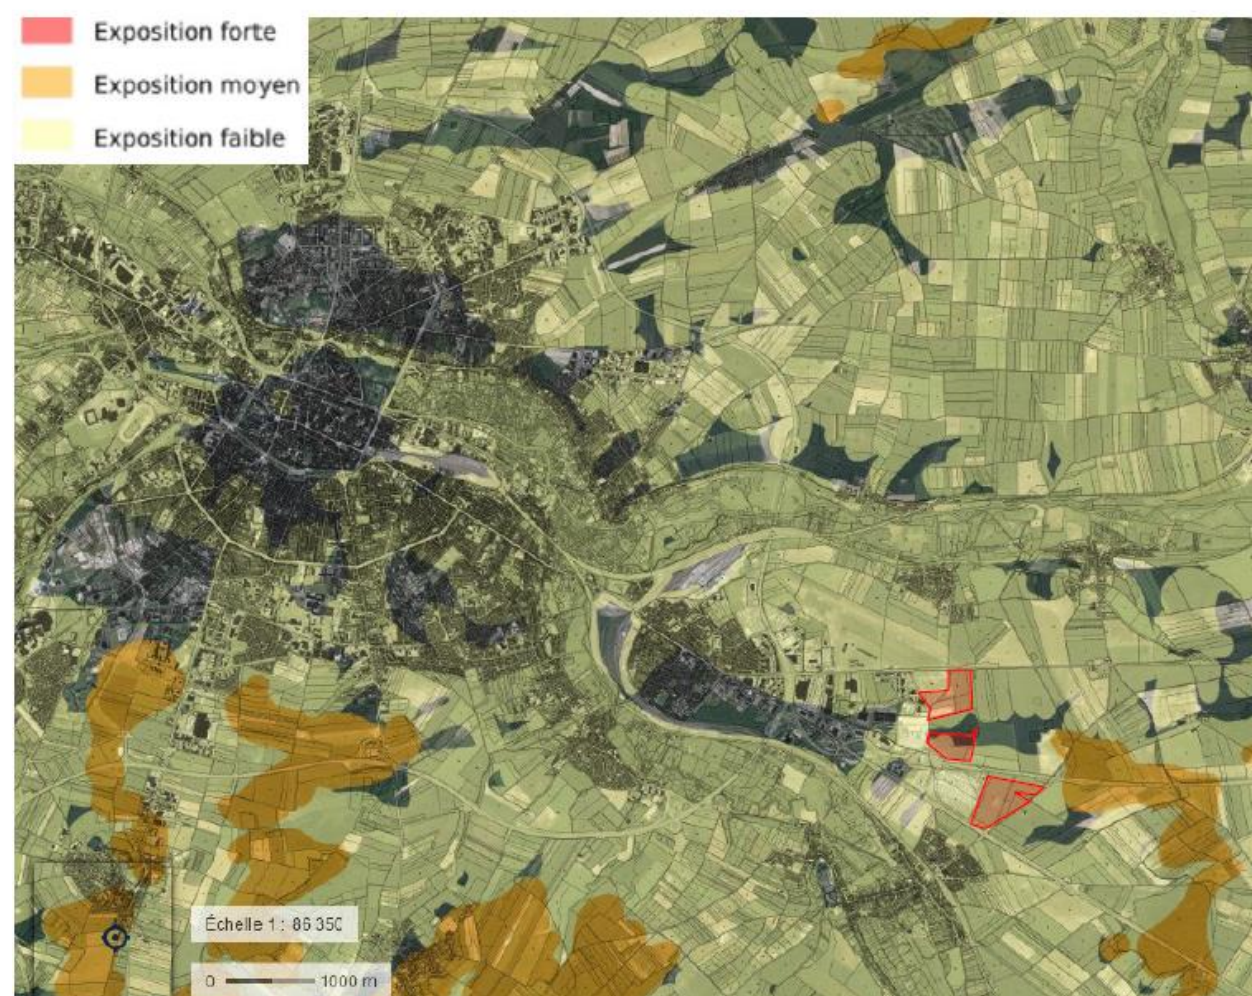 Exposition forte
Exposition moyen
Exposition faible
Échelle 1 : 86 350
0 1000 m